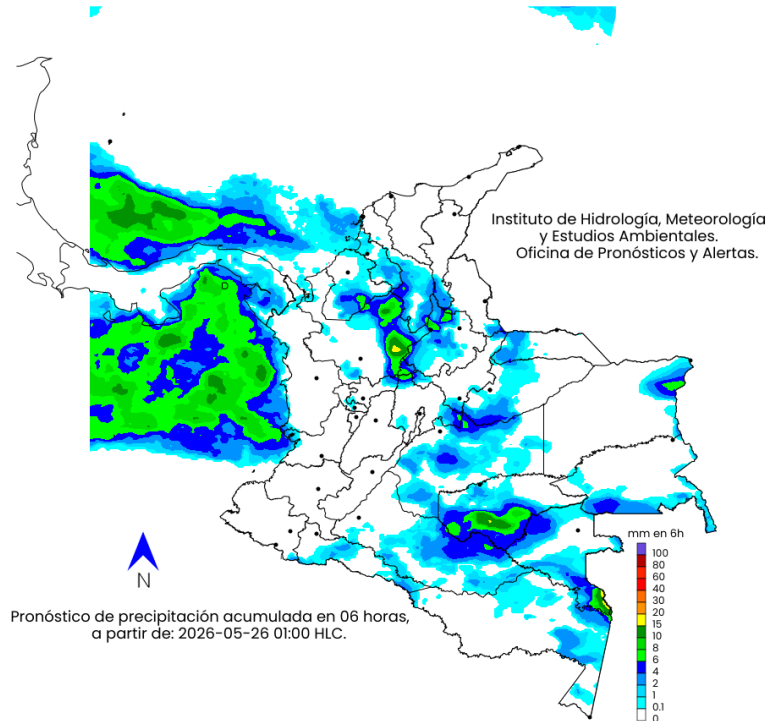 Instituto de Hidrología, Meteorología
y Estudios Ambientales.
Oficina de Pronósticos y Alertas.
N
Pronóstico de precipitación acumulada en 06 horas,
a partir de: 2026-05-26 01:00 HLC.
mm en 6h
100
80
60
40
30
20
15
10
8
6
4
2
1
0.1
0